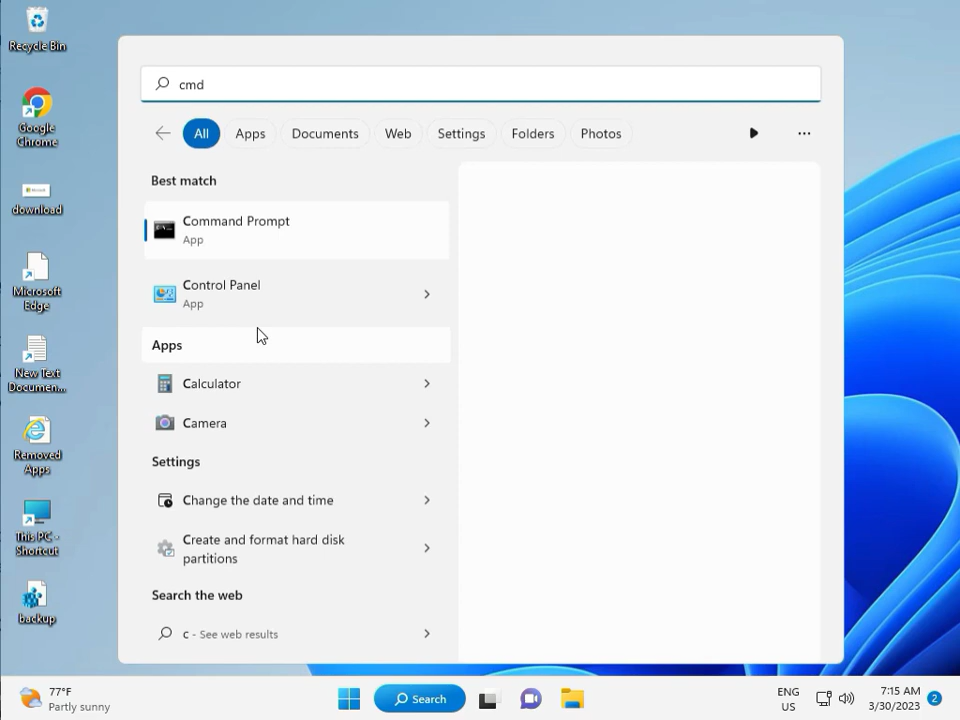 Recycle Bin
Google
Chrome
download
Microsoft
Edge
New Text
Documen...
Removed
Apps
This PC -
Shortcut
backup
cmd
All
Apps
Documents
Web
Settings
Folders
Photos
Best match
Command Prompt
App
Control Panel
App
Apps
Calculator
Camera
Settings
Change the date and time
Create and format hard disk
partitions
Search the web
c - See web results
77°F
Partly sunny
Search
ENG
US
7:15 AM
3/30/2023
2